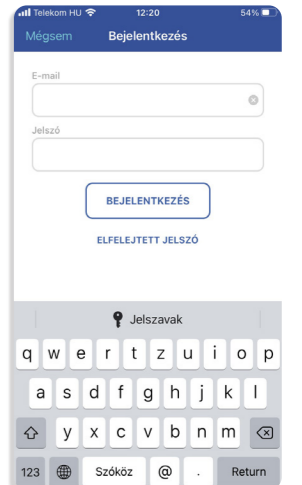 Telekom HU 12:20 54%
Mégsem Bejelentkezés
E-mail
Jelszó
BEJELENTKEZÉS
ELFELEJTETT JELSZÓ
Jelszavak
q w e r t z u i o p
a s d f g h j k l
y x c v b n m
123 Szóköz @ . Return